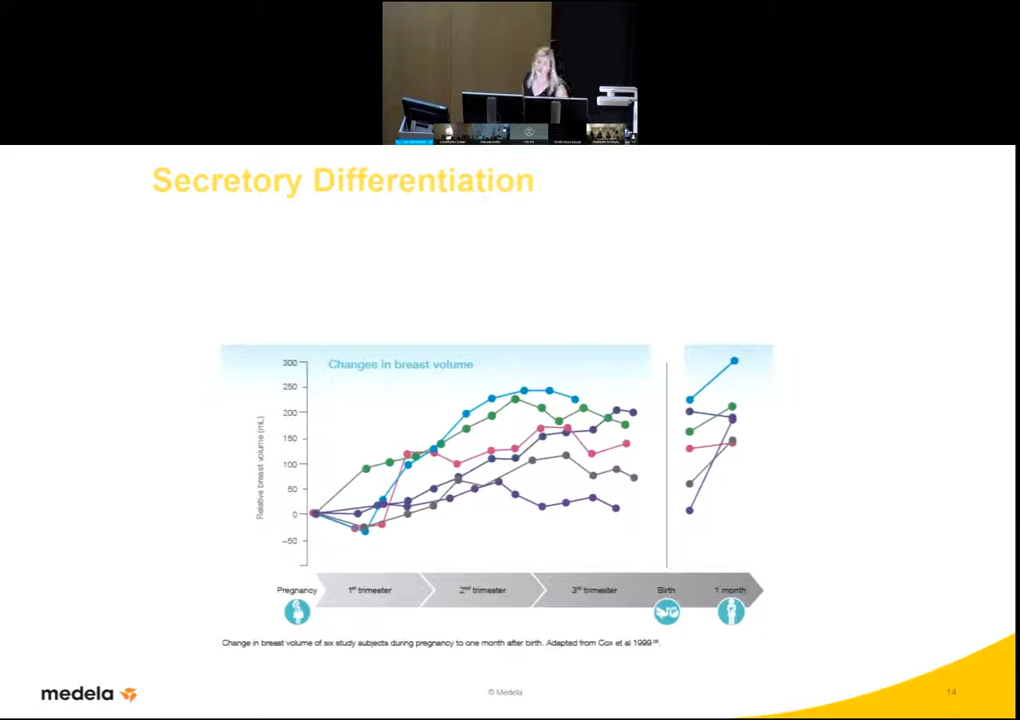 Secretory Differentiation
Changes in breast volume
300
250
200
150
100
50
0
-50
Relative breast volume (mL)
Pregnancy
1st trimester
2nd trimester
3rd trimester
Birth
1 month
Change in breast volume of six study subjects during pregnancy to one month after birth. Adapted from Cox et al 1999
medela
© Medela
14